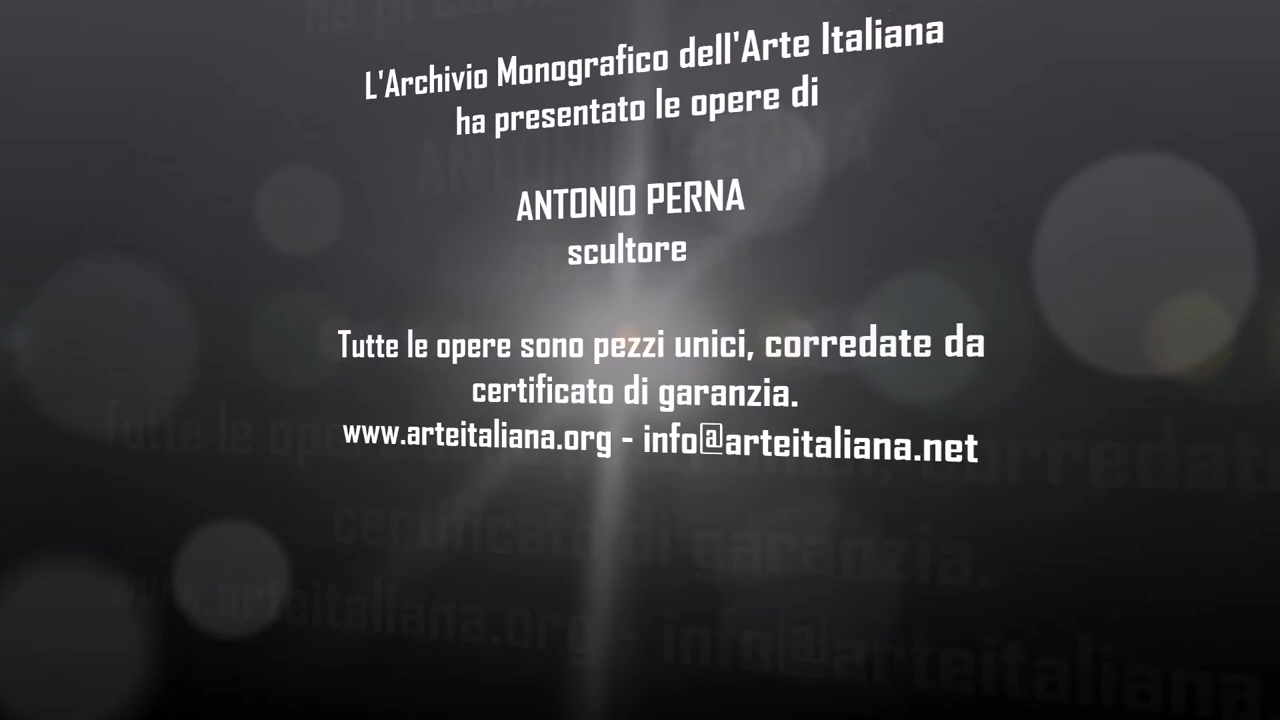 L'Archivio Monografico dell'Arte Italiana
ha presentato le opere di
ANTONIO PERNA
scultore
Tutte le opere sono pezzi unici, corredate da
certificato di garanzia.
www.arteitaliana.org - info@arteitaliana.net